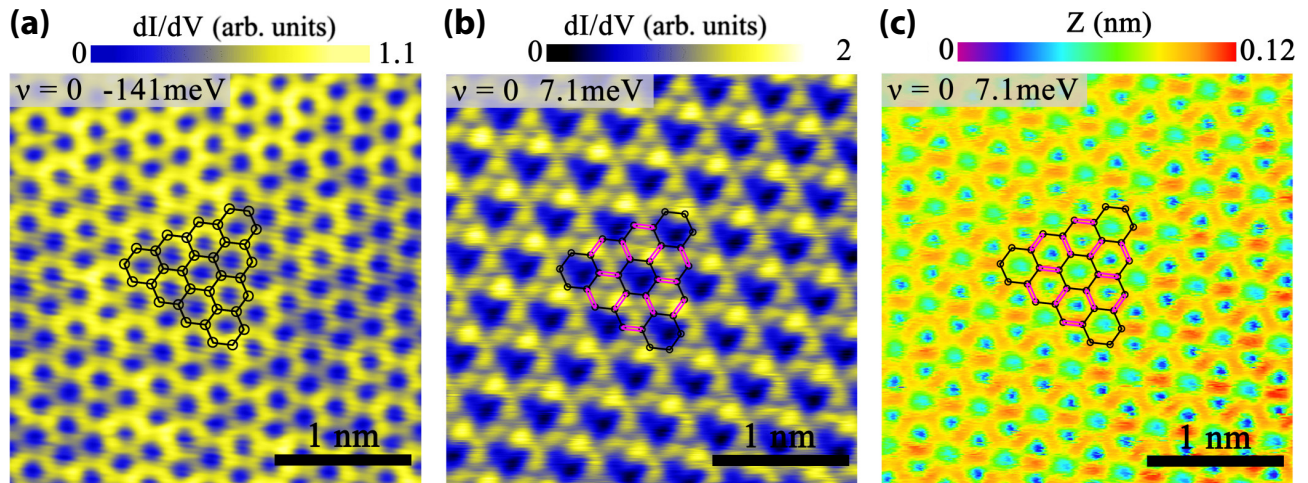 (a) dI/dV (arb. units)
0 1.1
ν = 0 -141meV
1 nm
(b) dI/dV (arb. units)
0 2
ν = 0 7.1meV
1 nm
(c) Z (nm)
0 0.12
ν = 0 7.1meV
1 nm